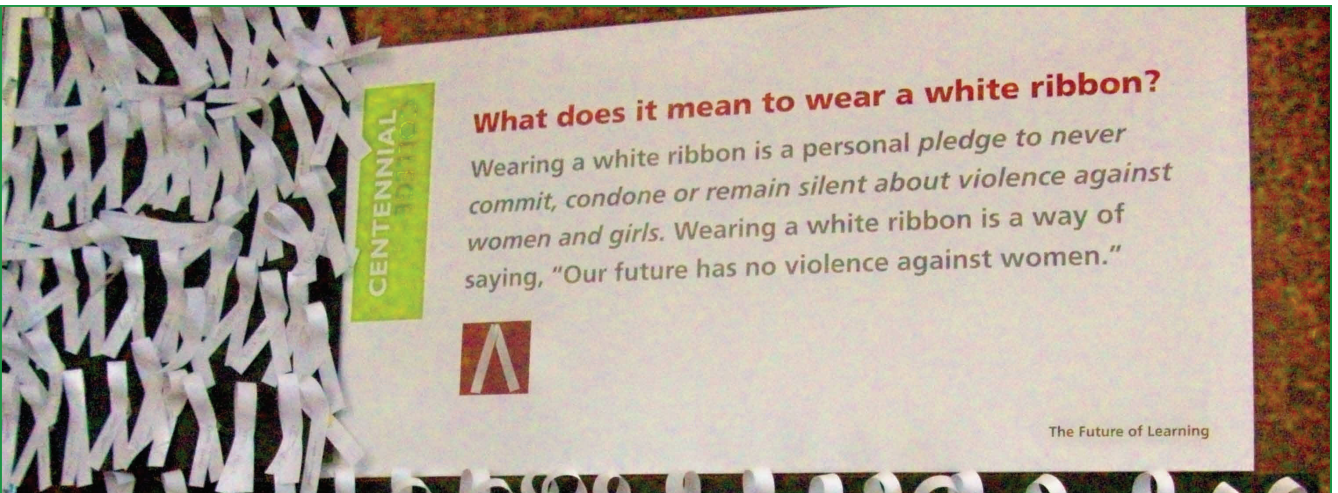 CENTENNIAL
COLLEGE
What does it mean to wear a white ribbon?
Wearing a white ribbon is a personal pledge to never
commit, condone or remain silent about violence against
women and girls. Wearing a white ribbon is a way of
saying, “Our future has no violence against women.”
The Future of Learning